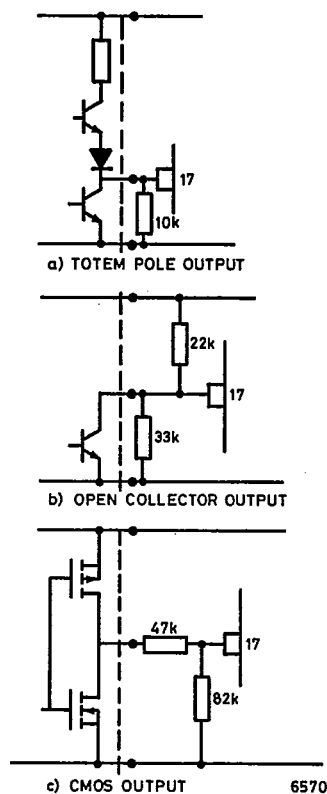 17
10k
a) TOTEM POLE OUTPUT
22k
17
33k
b) OPEN COLLECTOR OUTPUT
47k
17
82k
c) CMOS OUTPUT 6570